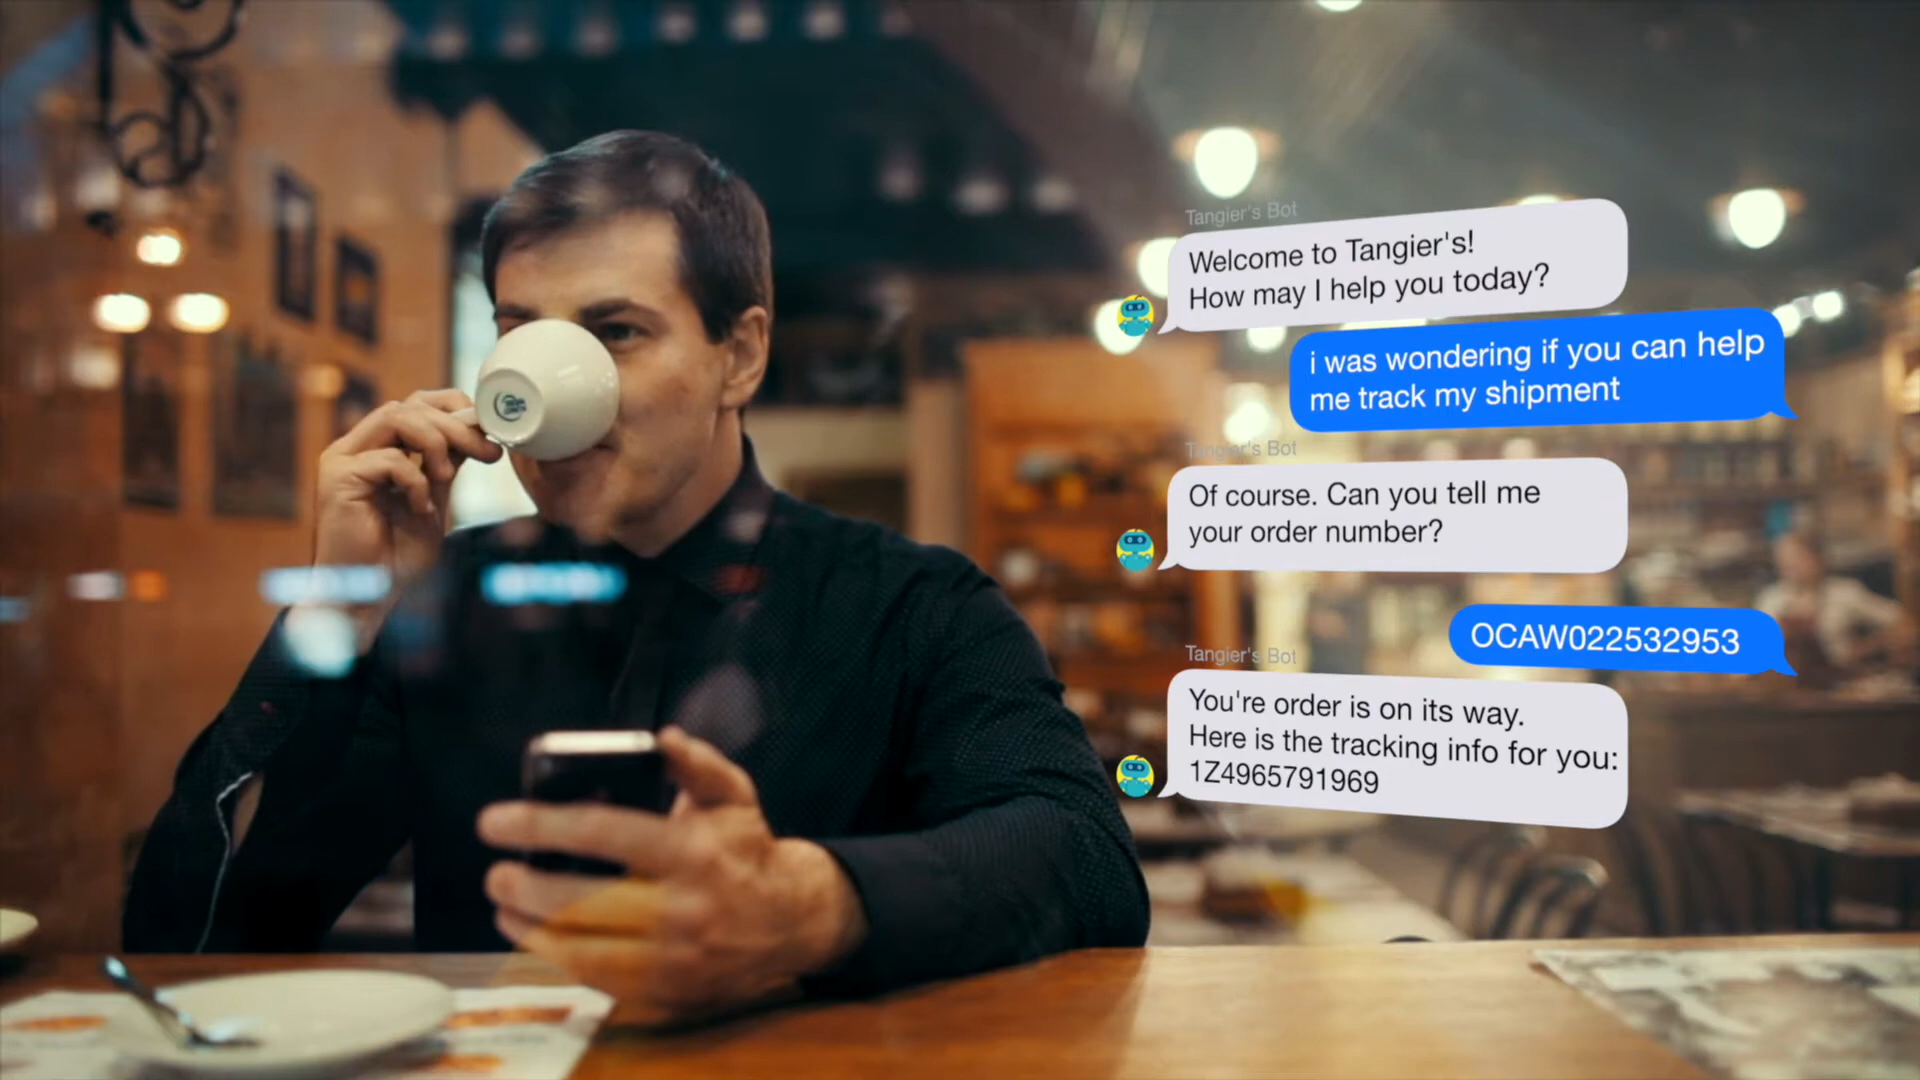 Tangier's Bot
Welcome to Tangier's!
How may I help you today?
i was wondering if you can help
me track my shipment
Tangier's Bot
Of course. Can you tell me
your order number?
OCAW022532953
Tangier's Bot
You're order is on its way.
Here is the tracking info for you:
1Z4965791969